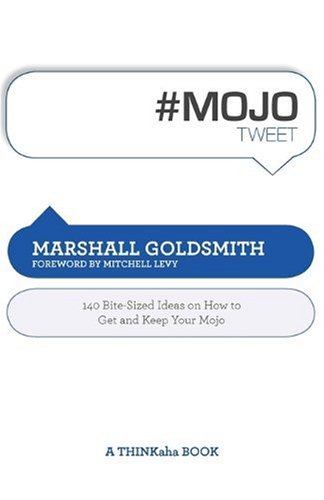 #MOJO
TWEET
MARSHALL GOLDSMITH
FOREWORD BY MITCHELL LEVY
140 Bite-Sized Ideas on How to
Get and Keep Your Mojo
A THINKaha BOOK